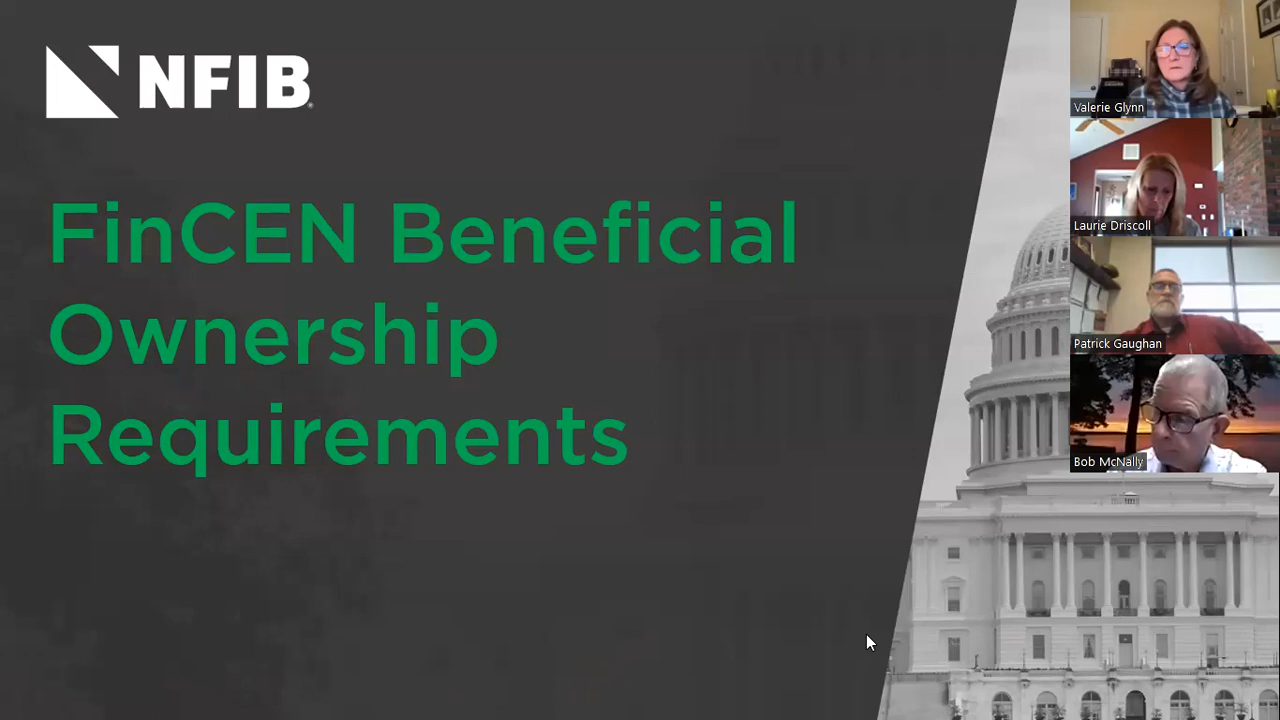 NFIB
FinCEN Beneficial
Ownership
Requirements
Valerie Glynn
Laurie Driscoll
Patrick Gaughan
Bob McNally